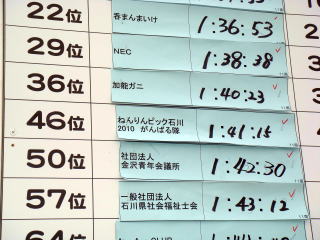 22位 呑まんまいけ 1:36:53
29位 NEC 1:38:38
36位 加能ガニ 1:40:23
46位 ねんりんピック石川
2010 がんばる隊 1:41:15
50位 社団法人
金沢青年会議所 1:42:30
57位 一般社団法人
石川県社会福祉士会 1:43:12
64位